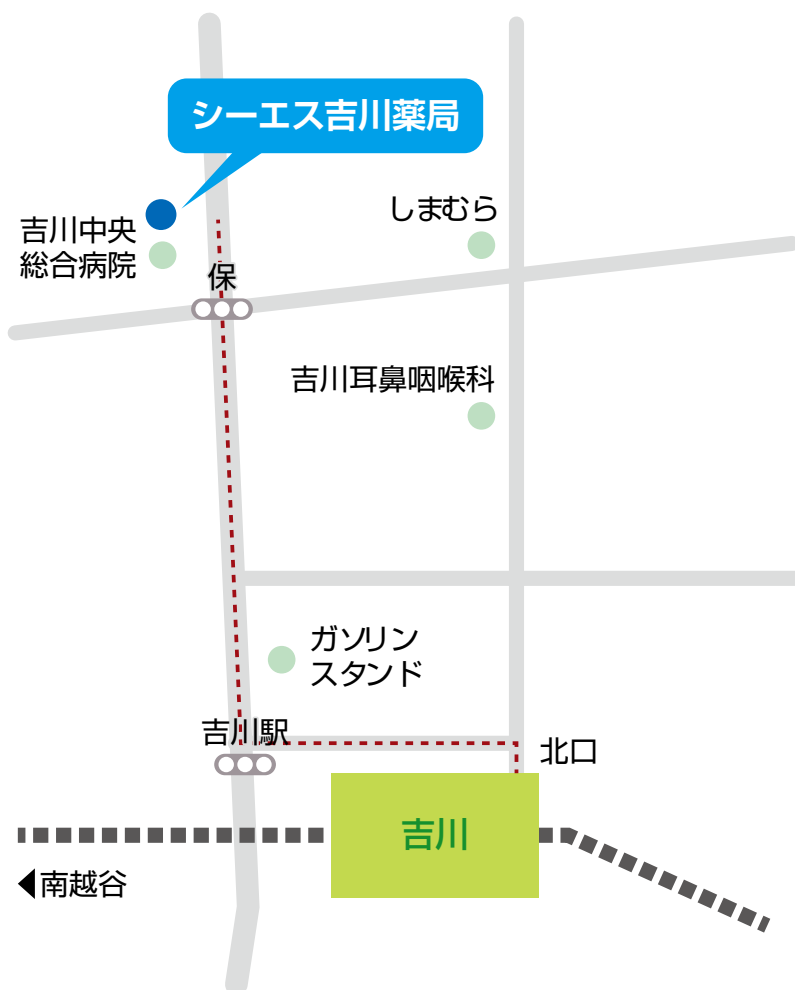 シーエス吉川薬局
しまむら
吉川中央
総合病院
保
吉川耳鼻咽喉科
ガソリン
スタンド
吉川駅
北口
吉川
南越谷